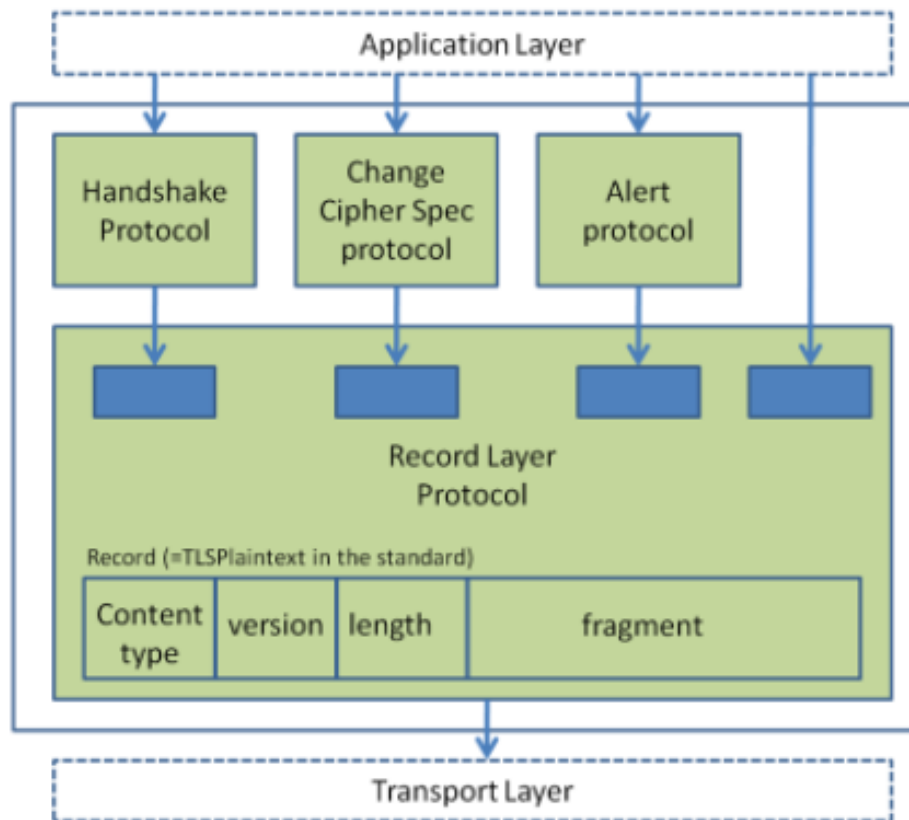 Application Layer
Handshake
Protocol
Change
Cipher Spec
protocol
Alert
protocol
Record Layer
Protocol
Record (=TLSPlaintext in the standard)
Content
type
version
length
fragment
Transport Layer